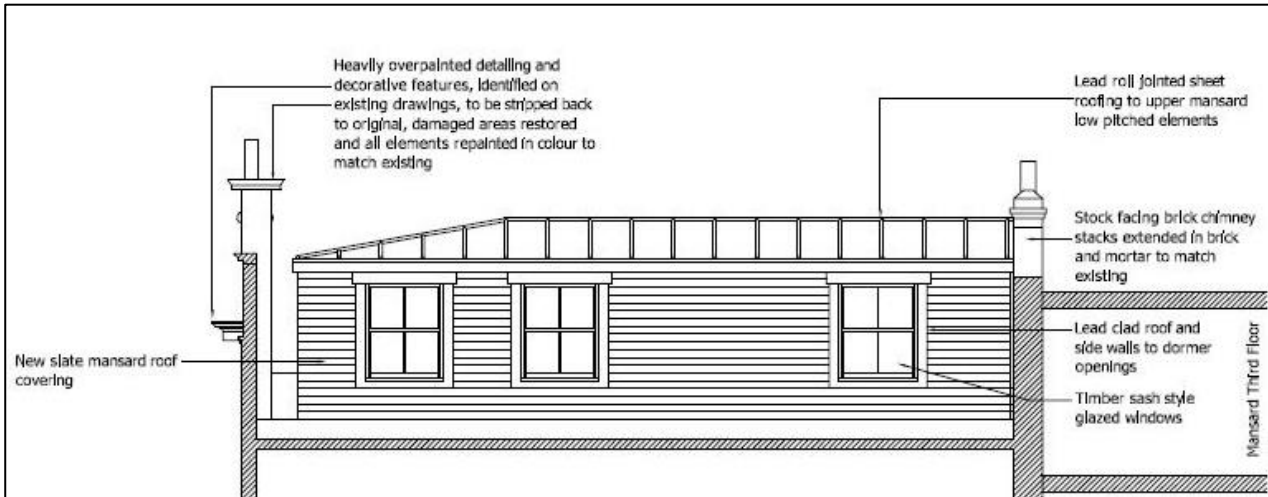 Heavily overpainted detailing and
decorative features, identified on
existing drawings, to be stripped back
to original, damaged areas restored
and all elements repainted in colour to
match existing
Lead roll jointed sheet
roofing to upper mansard
low pitched elements
Stock facing brick chimney
stacks extended in brick
and mortar to match
existing
New slate mansard roof
covering
Lead clad roof and
side walls to dormer
openings
Timber sash style
glazed windows
Mansard Third Floor